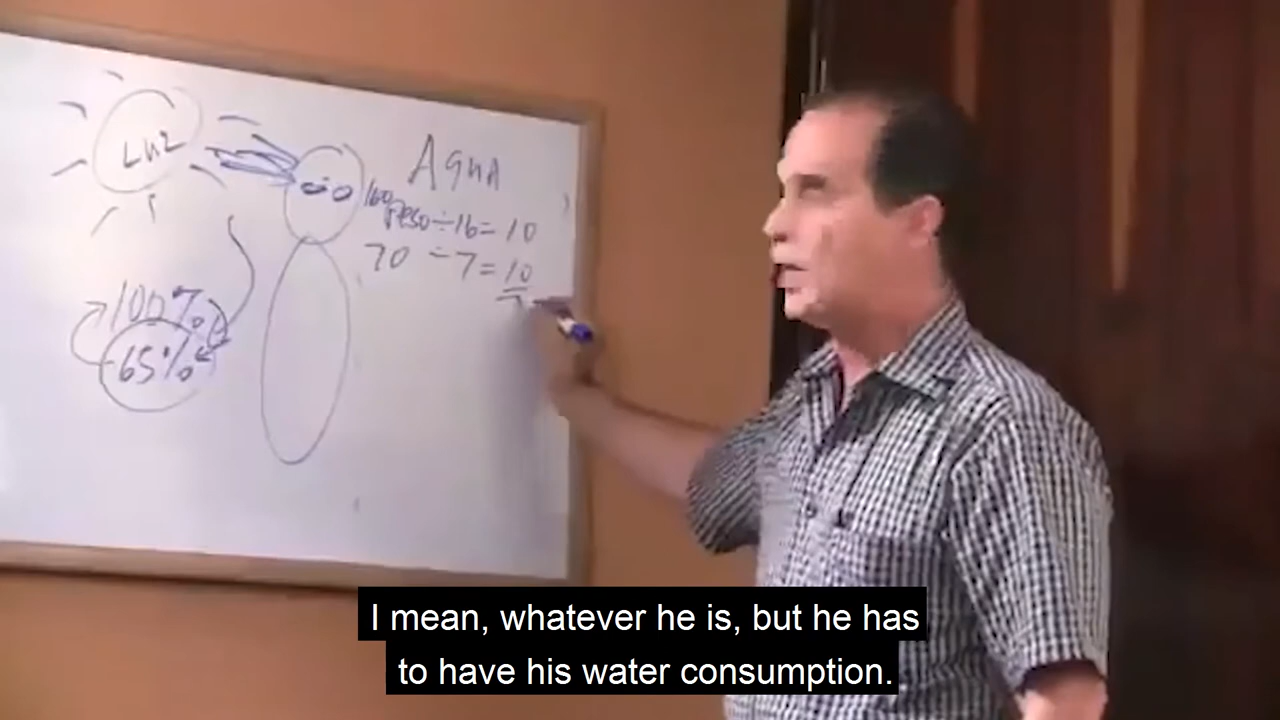 Luz
Agua
160
Peso ÷ 16 = 10
70 ÷ 7 = 10
100%
65%
I mean, whatever he is, but he has
to have his water consumption.